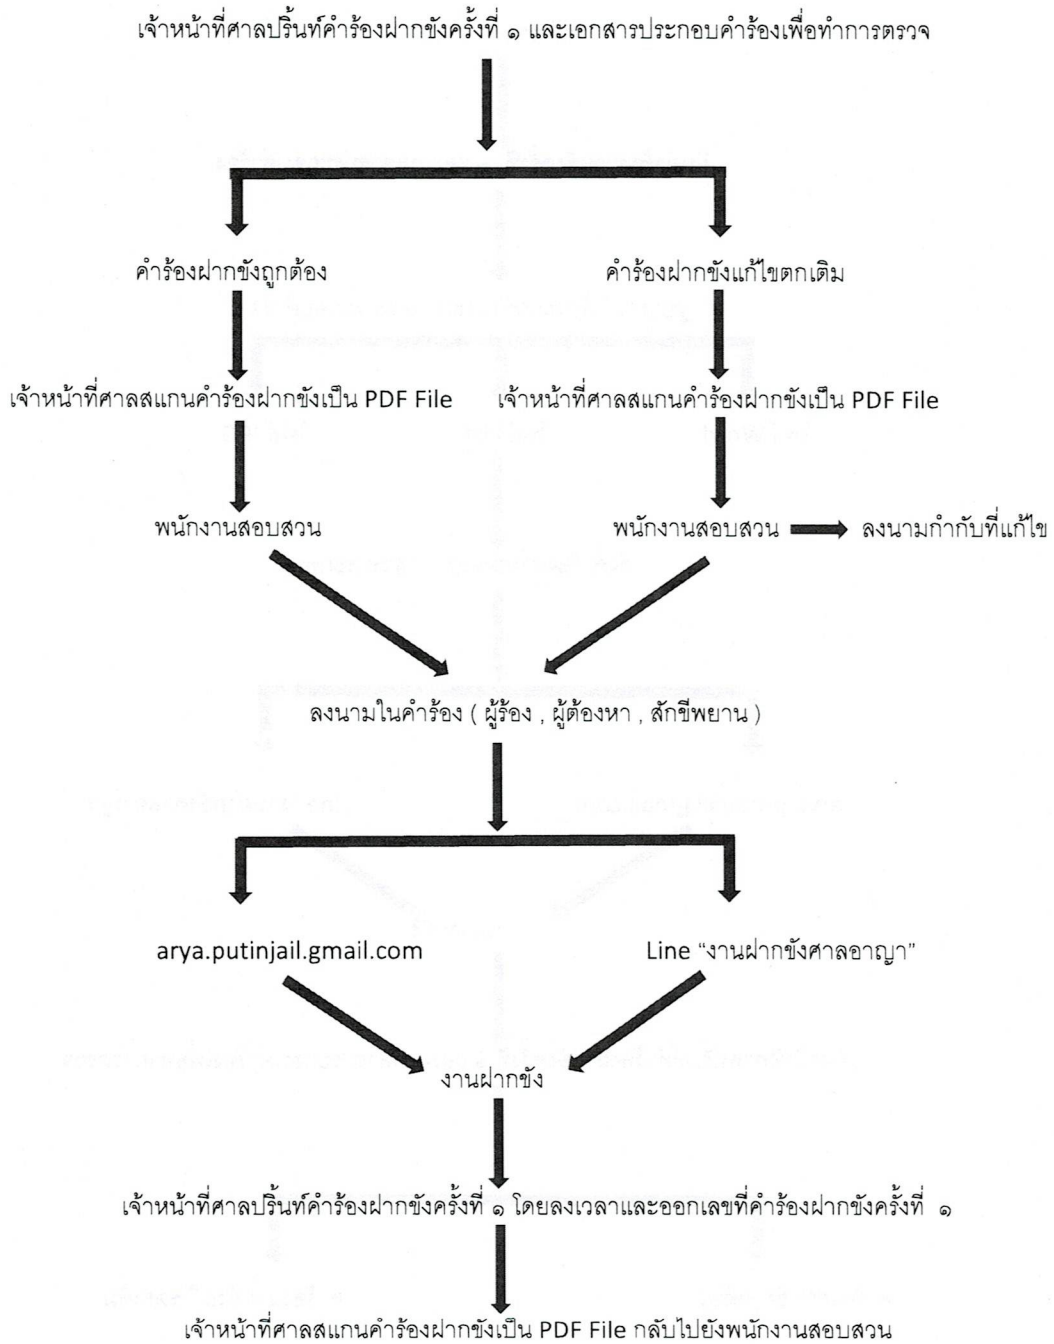 เจ้าหน้าที่ศาลปริ้นท์คำร้องฝากขังครั้งที่ ๑ และเอกสารประกอบคำร้องเพื่อทำการตรวจ
คำร้องฝากขังถูกต้อง
คำร้องฝากขังแก้ไขตกเติม
เจ้าหน้าที่ศาลสแกนคำร้องฝากขังเป็น PDF File
เจ้าหน้าที่ศาลสแกนคำร้องฝากขังเป็น PDF File
พนักงานสอบสวน
พนักงานสอบสวน
ลงนามกำกับที่แก้ไข
ลงนามในคำร้อง ( ผู้ร้อง , ผู้ต้องหา , สักขีพยาน )
arya.putinjail.gmail.com
Line “งานฝากขังศาลอาญา”
งานฝากขัง
เจ้าหน้าที่ศาลปริ้นท์คำร้องฝากขังครั้งที่ ๑ โดยลงเวลาและออกเลขที่คำร้องฝากขังครั้งที่ ๑
เจ้าหน้าที่ศาลสแกนคำร้องฝากขังเป็น PDF File กลับไปยังพนักงานสอบสวน